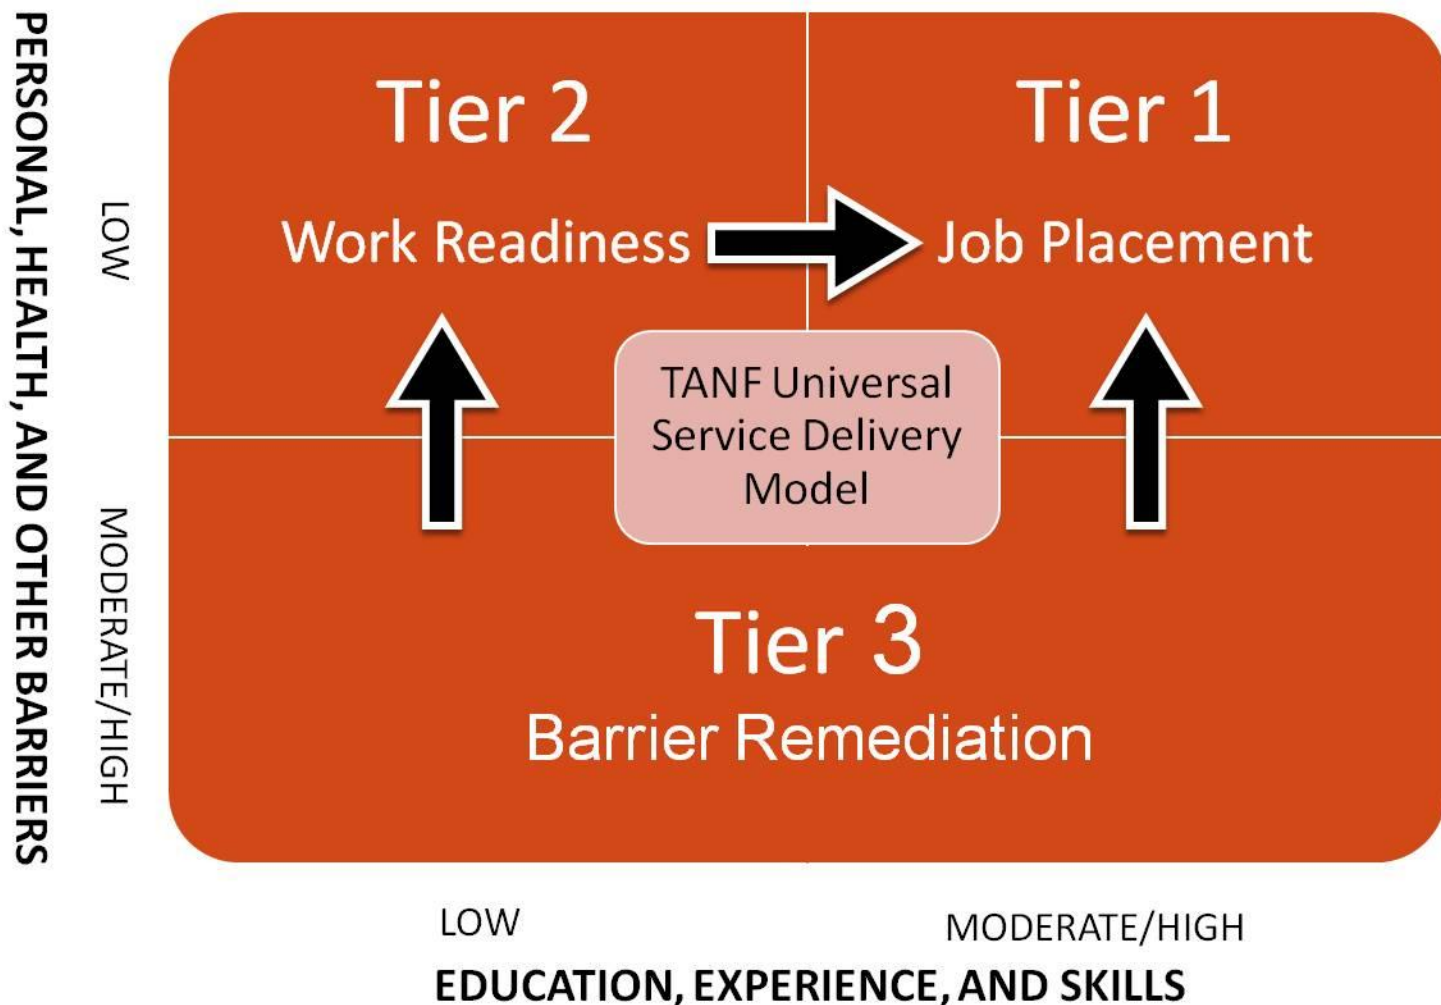 PERSONAL, HEALTH, AND OTHER BARRIERS
LOW
MODERATE/HIGH
Tier 2
Work Readiness
Tier 1
Job Placement
TANF Universal
Service Delivery
Model
Tier 3
Barrier Remediation
LOW
MODERATE/HIGH
EDUCATION, EXPERIENCE, AND SKILLS